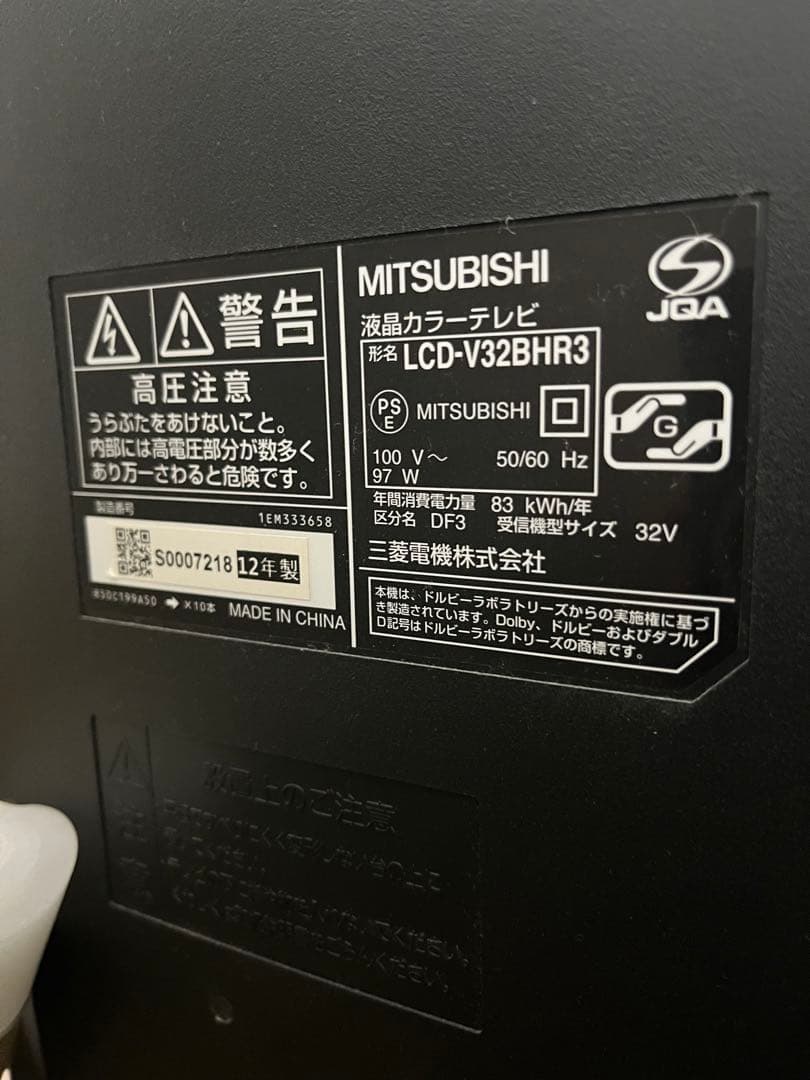 警告
高圧注意
うらぶたをあけないこと。
内部には高電圧部分が数多く
あり万一さわると危険です。
製造番号
1EM333658
S0007218 12年製
850C199A50 ➡ ×10本 MADE IN CHINA
MITSUBISHI
JQA
液晶カラーテレビ
形名 LCD-V32BHR3
PS E MITSUBISHI
G
100 V～ 50/60 Hz
97 W
年間消費電力量 83 kWh/年
区分名 DF3 受信機型サイズ 32V
三菱電機株式会社
本機は、ドルビーラボラトリーズからの実施権に基づ
き製造されています。Dolby、ドルビーおよびダブル
D記号はドルビーラボラトリーズの商標です。
上のご注意